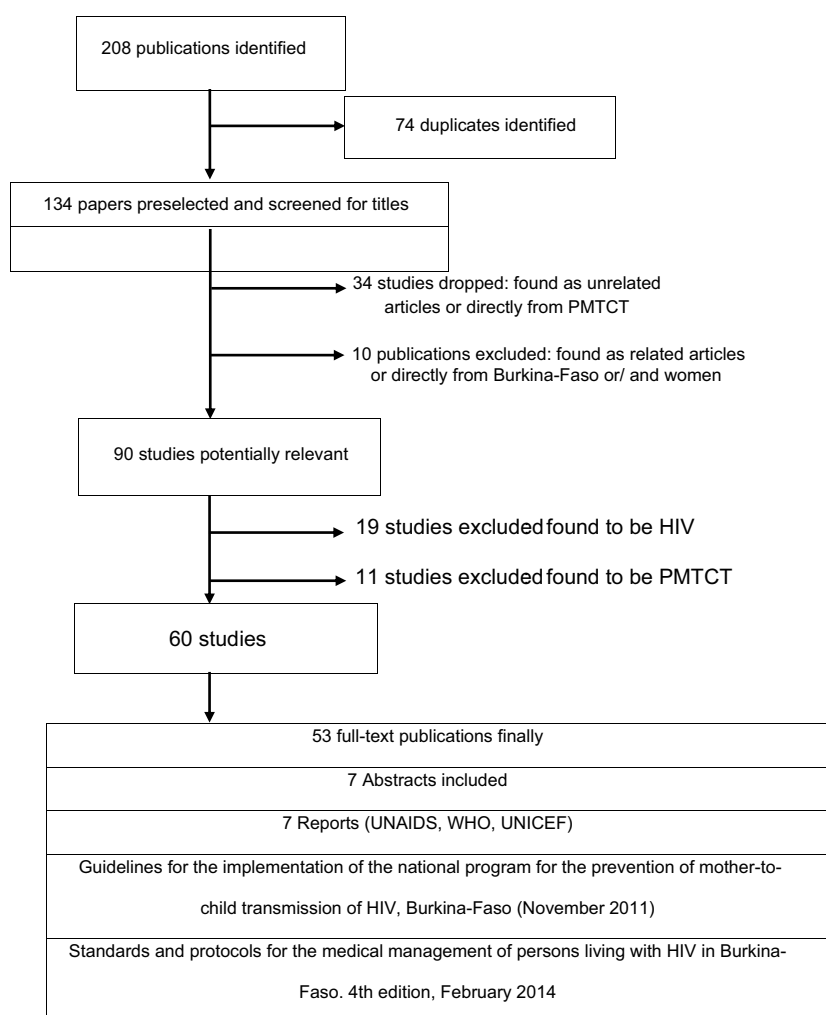 208 publications identified
74 duplicates identified
134 papers preselected and screened for titles
34 studies dropped: found as unrelated
articles or directly from PMTCT
10 publications excluded: found as related articles
or directly from Burkina-Faso or/ and women
90 studies potentially relevant
19 studies excluded found to be HIV
11 studies excluded found to be PMTCT
60 studies
53 full-text publications finally
7 Abstracts included
7 Reports (UNAIDS, WHO, UNICEF)
Guidelines for the implementation of the national program for the prevention of mother-to-
child transmission of HIV, Burkina-Faso (November 2011)
Standards and protocols for the medical management of persons living with HIV in Burkina-
Faso. 4th edition, February 2014